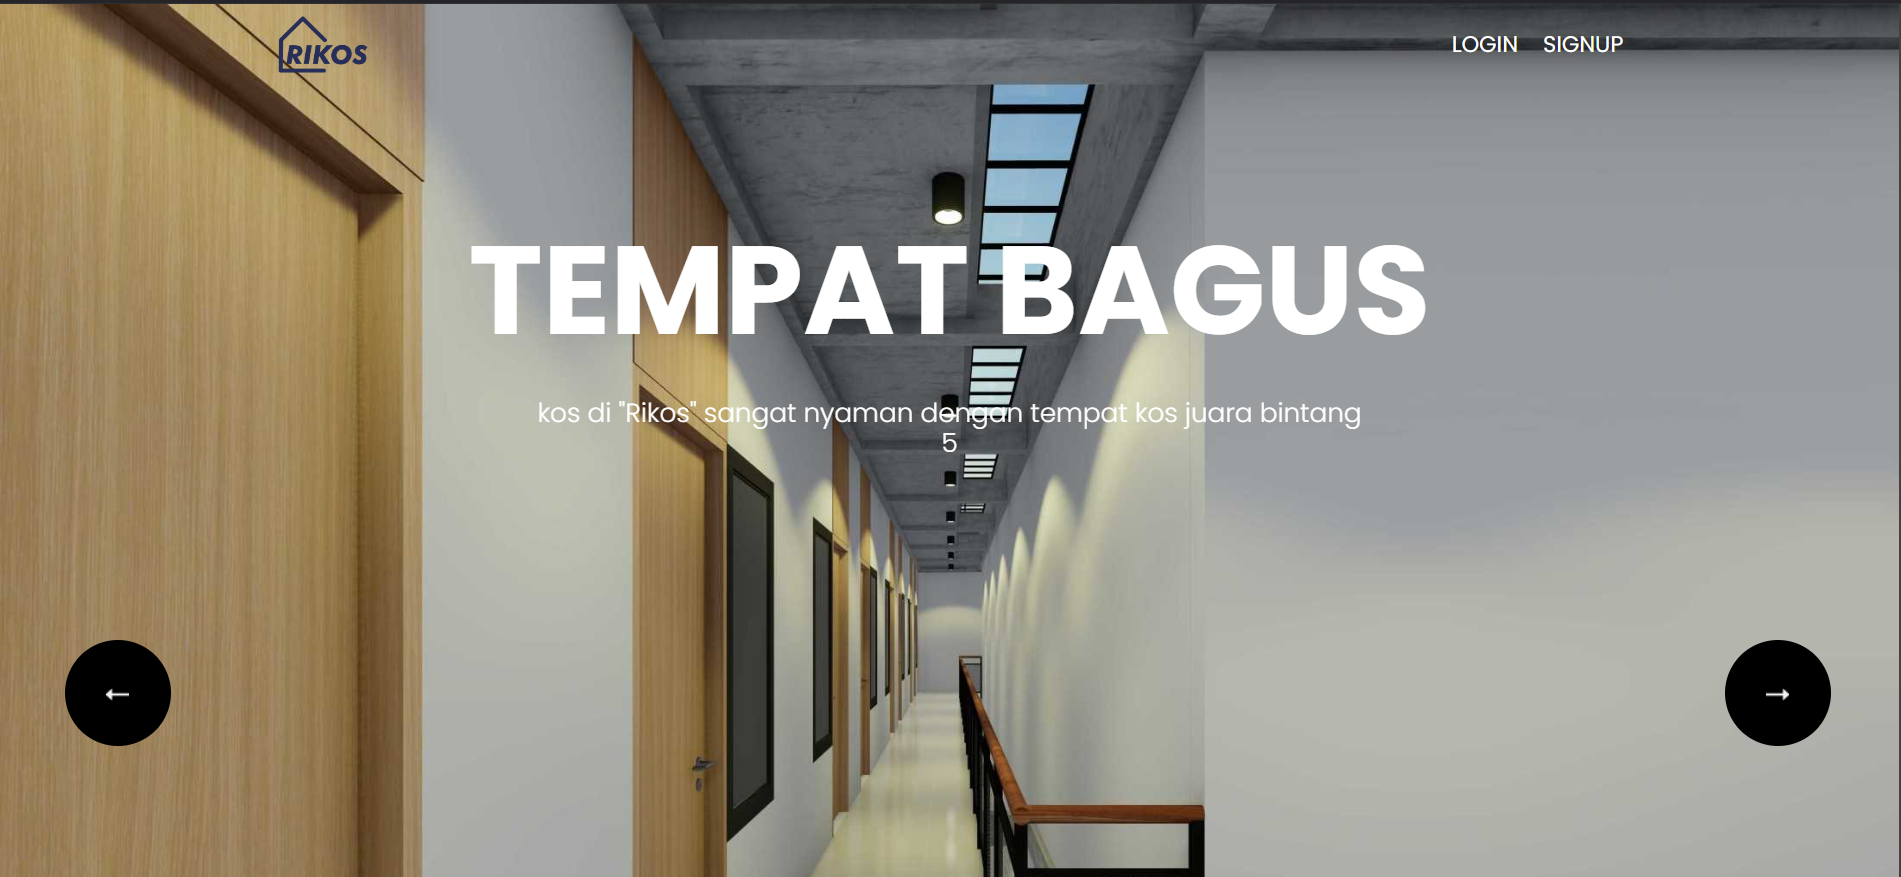 RIKOS
LOGIN SIGNUP
TEMPAT BAGUS
kos di "Rikos" sangat nyaman dengan tempat kos juara bintang
5